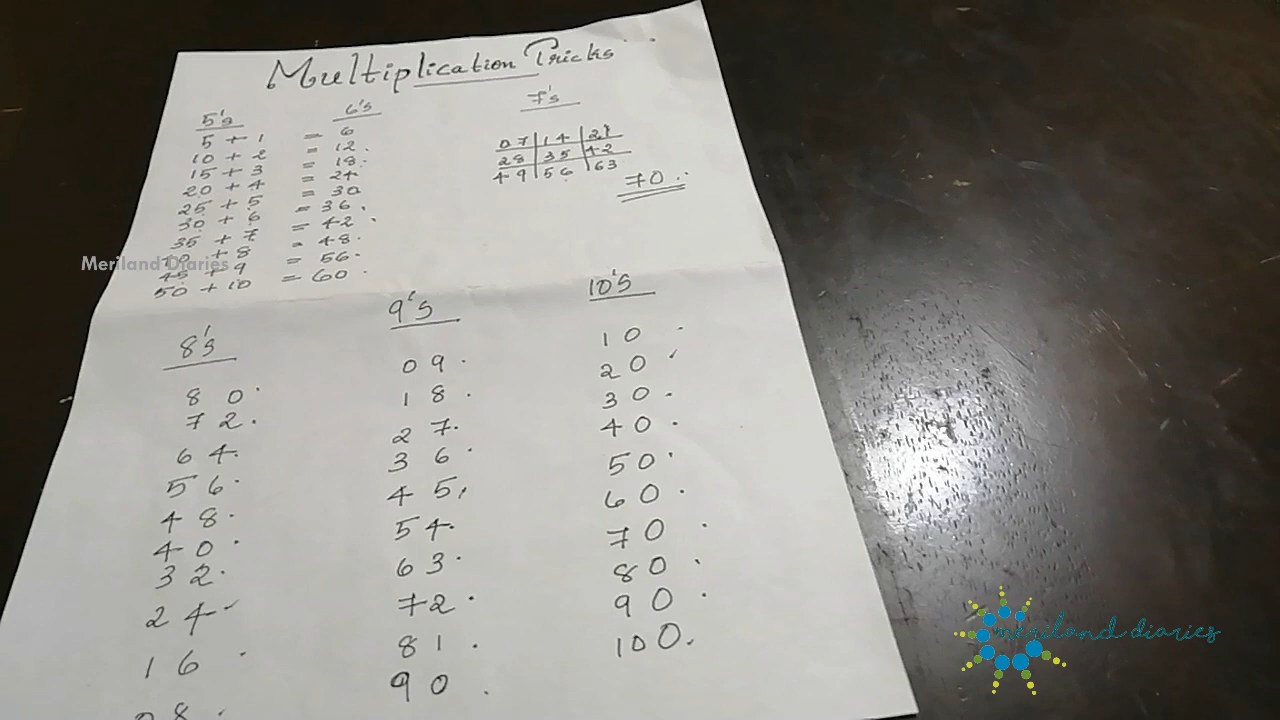 Multiplication Tricks
5's 6's
5 + 1 = 6
10 + 2 = 12.
15 + 3 = 18.
20 + 4 = 24
25 + 5 = 30
30 + 6 = 36.
35 + 7 = 42.
+ 8 = 48.
45 + 9 = 56.
50 + 10 = 60.
7's
07 14 21
28 35 42
49 56 63
70..
Meriland Diaries
8's
80.
72.
64.
56.
48.
40.
32.
24
16.
08.
9's
09.
18.
27.
36.
45.
54.
63.
72.
81.
90.
10's
10.
20.
30.
40.
50.
60.
70.
80.
90.
100.
meriland diaries